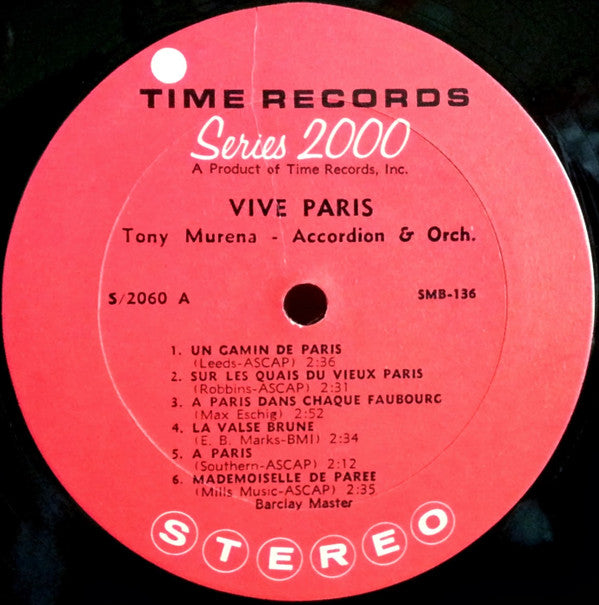 TIME RECORDS
Series 2000
A Product of Time Records, Inc.
VIVE PARIS
Tony Murena - Accordion & Orch.
S/2060 A
SMB-136
1. UN GAMIN DE PARIS
(Leeds-ASCAP) 2:36
2. SUR LES QUAIS DU VIEUX PARIS
(Robbins-ASCAP) 2:31
3. A PARIS DANS CHAQUE FAUBOURG
(Max Eschig) 2:52
4. LA VALSE BRUNE
(E. B. Marks-BMI) 2:34
5. A PARIS
(Southern-ASCAP) 2:12
6. MADEMOISELLE DE PAREE
(Mills Music-ASCAP) 2:35
Barclay Master
STEREO